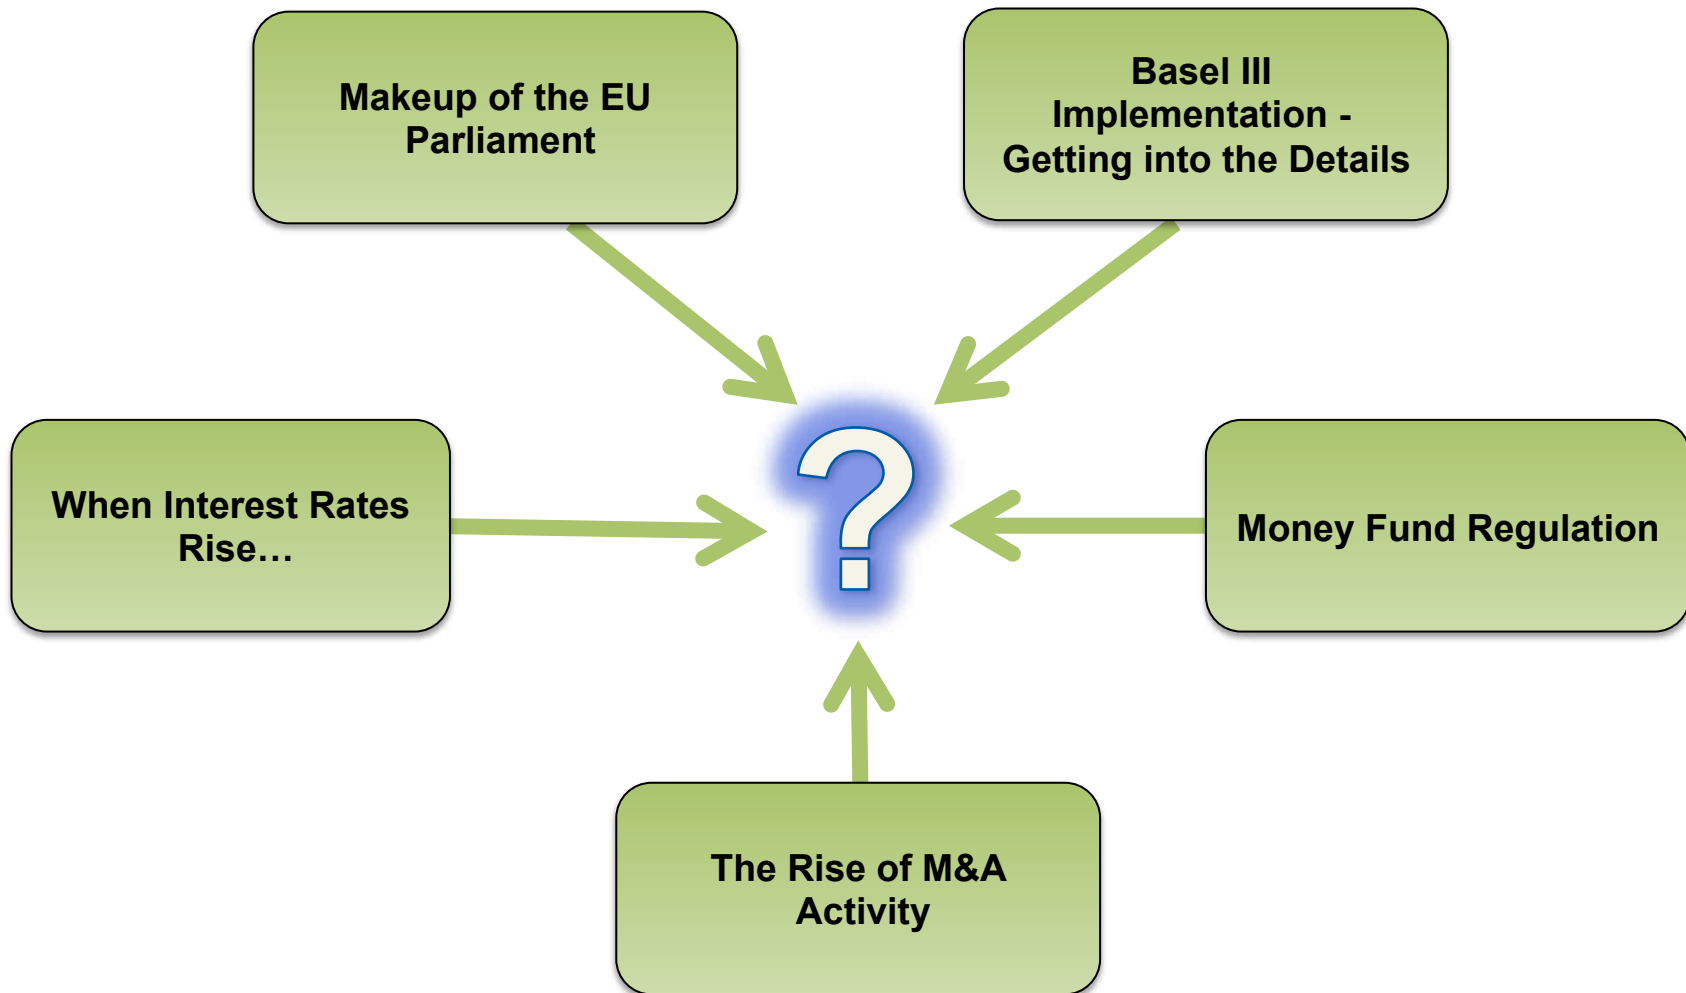 Makeup of the EU
Parliament
Basel III
Implementation -
Getting into the Details
When Interest Rates
Rise…
?
Money Fund Regulation
The Rise of M&A
Activity